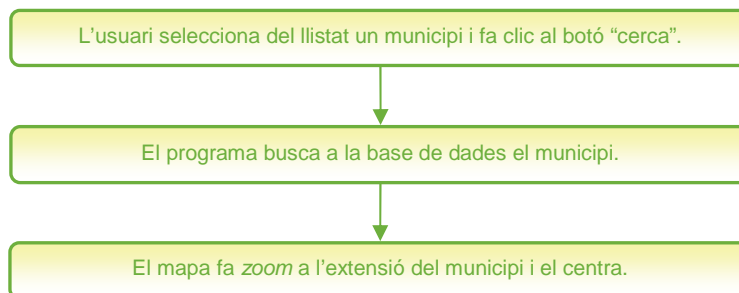 L’usuari selecciona del llistat un municipi i fa clic al botó “cerca”.
El programa busca a la base de dades el municipi.
El mapa fa zoom a l’extensió del municipi i el centra.